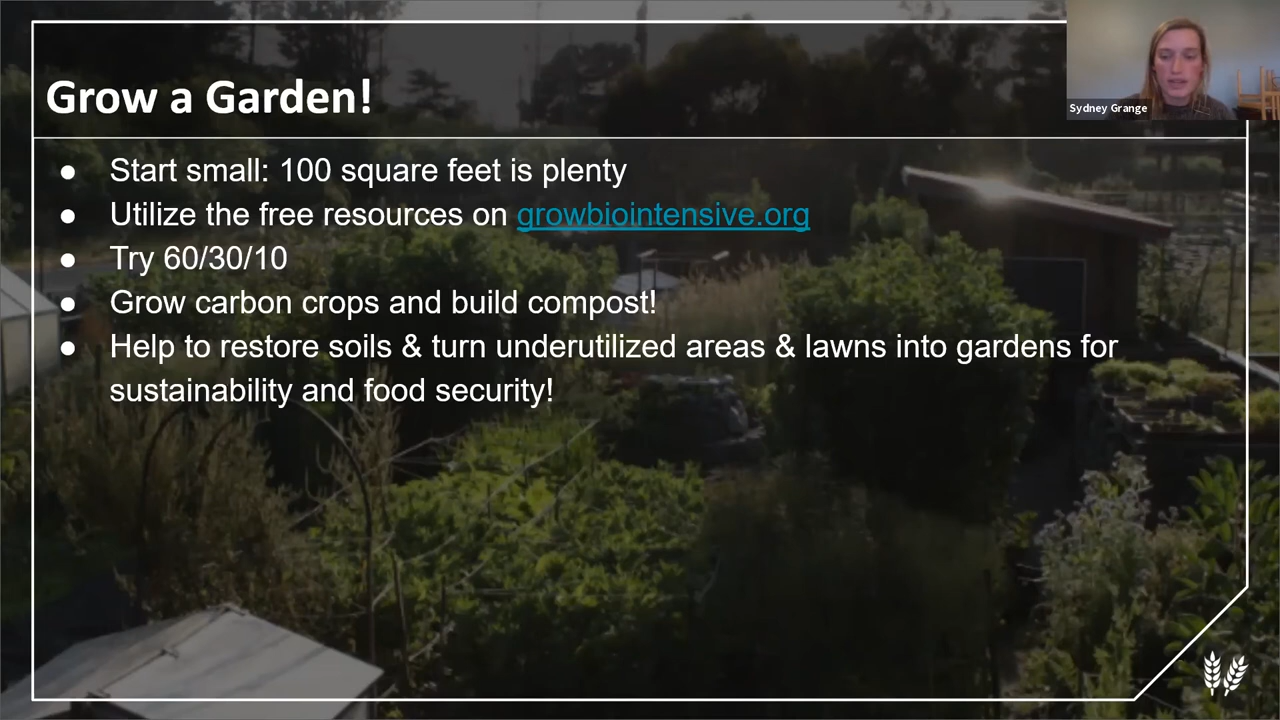 Grow a Garden!
Sydney Grange
● Start small: 100 square feet is plenty
● Utilize the free resources on growbiointensive.org
● Try 60/30/10
● Grow carbon crops and build compost!
● Help to restore soils & turn underutilized areas & lawns into gardens for
sustainability and food security!